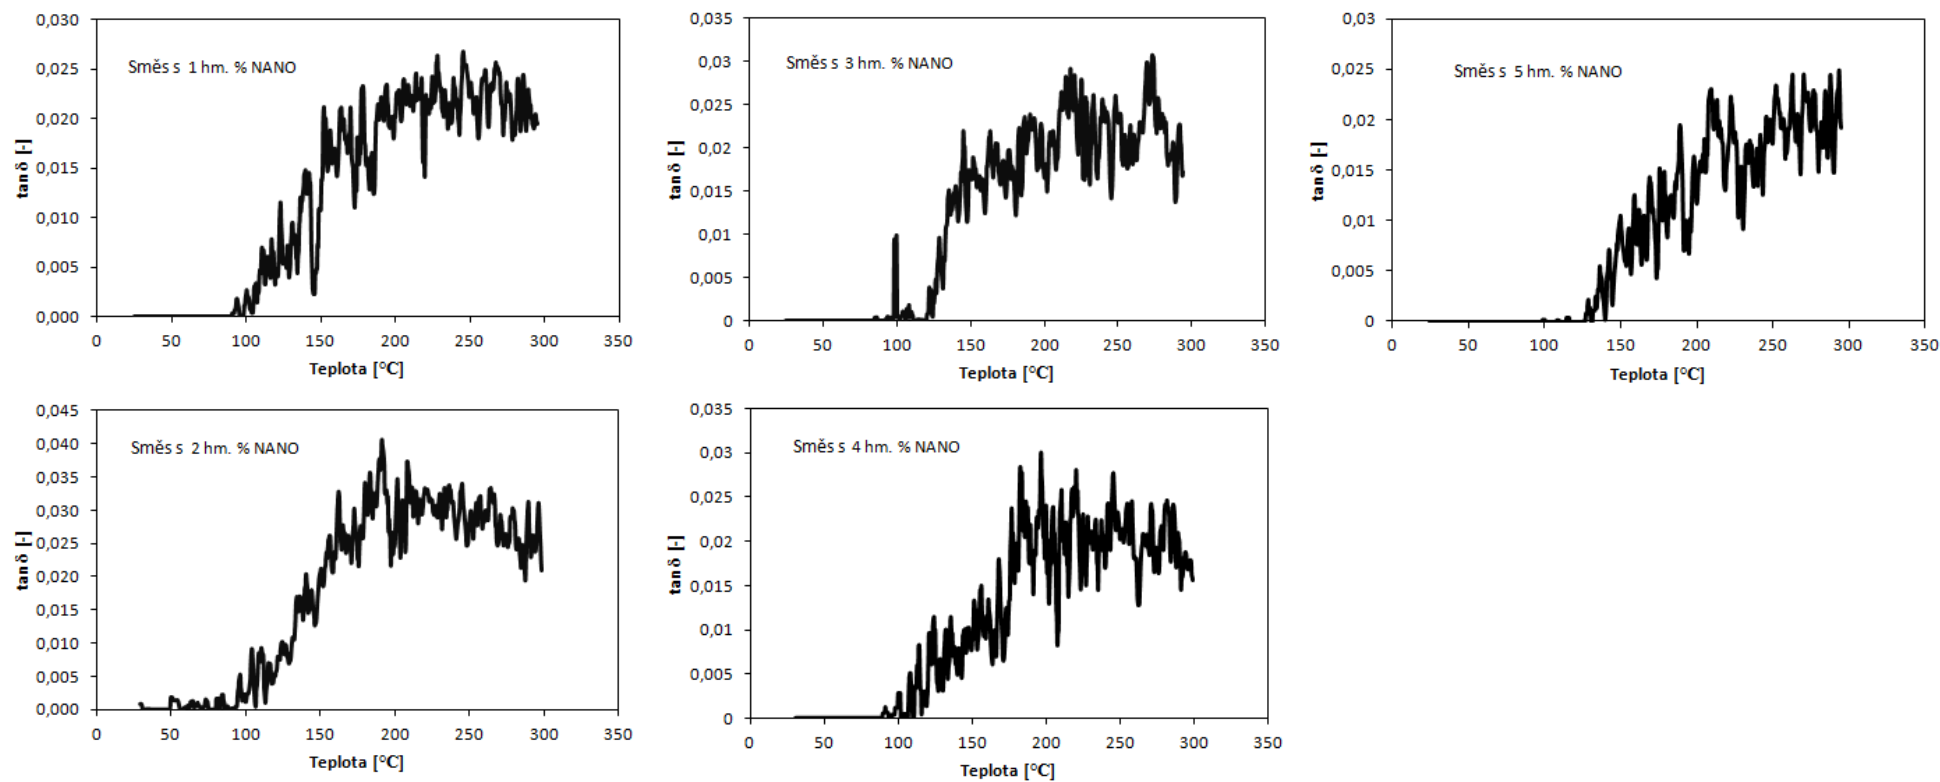 Směs s 1 hm. % NANO
tan δ [-]
0,030
0,025
0,020
0,015
0,010
0,005
0,000
0 50 100 150 200 250 300 350
Teplota [°C]
Směs s 3 hm. % NANO
tan δ [-]
0,035
0,03
0,025
0,02
0,015
0,01
0,005
0
0 50 100 150 200 250 300 350
Teplota [°C]
Směs s 5 hm. % NANO
tan δ [-]
0,03
0,025
0,02
0,015
0,01
0,005
0
0 50 100 150 200 250 300 350
Teplota [°C]
Směs s 2 hm. % NANO
tan δ [-]
0,045
0,040
0,035
0,030
0,025
0,020
0,015
0,010
0,005
0,000
0 50 100 150 200 250 300 350
Teplota [°C]
Směs s 4 hm. % NANO
tan δ [-]
0,035
0,03
0,025
0,02
0,015
0,01
0,005
0
0 50 100 150 200 250 300 350
Teplota [°C]